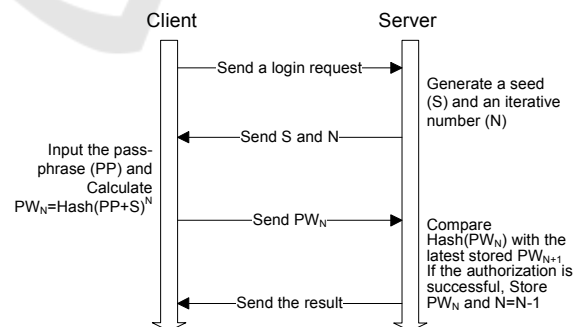 Client
Server
Send a login request
Generate a seed
(S) and an iterative
number (N)
Send S and N
Input the pass-
phrase (PP) and
Calculate
PW_N=Hash(PP+S)^N
Send PW_N
Compare
Hash(PW_N) with the
latest stored PW_N+1.
If the authorization is
successful, Store
PW_N and N=N-1
Send the result